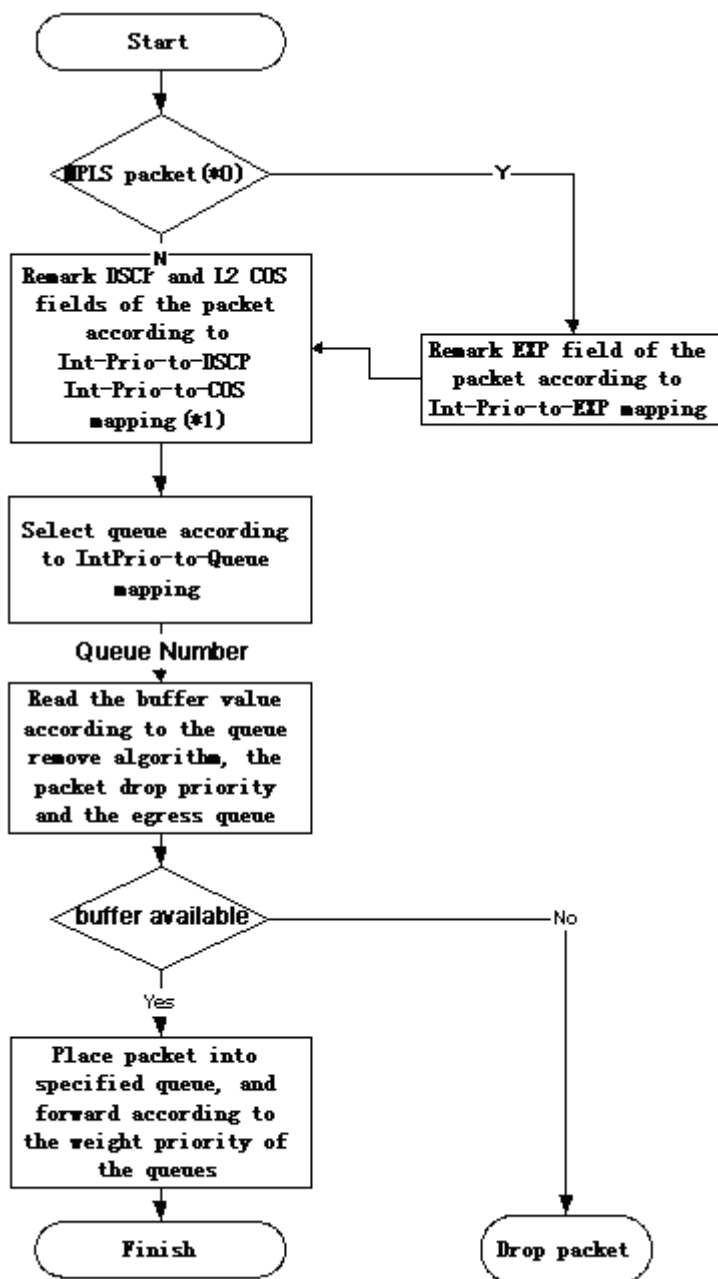 Start
MPLS packet(*0)
Y
N
Remark DSCP and L2 COS
fields of the packet
according to
Int-Prio-to-DSCP
Int-Prio-to-COS
mapping(*1)
Remark EXP field of the
packet according to
Int-Prio-to-EXP mapping
Select queue according
to IntPrio-to-Queue
mapping
Queue Number
Read the buffer value
according to the queue
remove algorithm, the
packet drop priority
and the egress queue
buffer available
No
Yes
Place packet into
specified queue, and
forward according to
the weight priority of
the queues
Finish
Drop packet